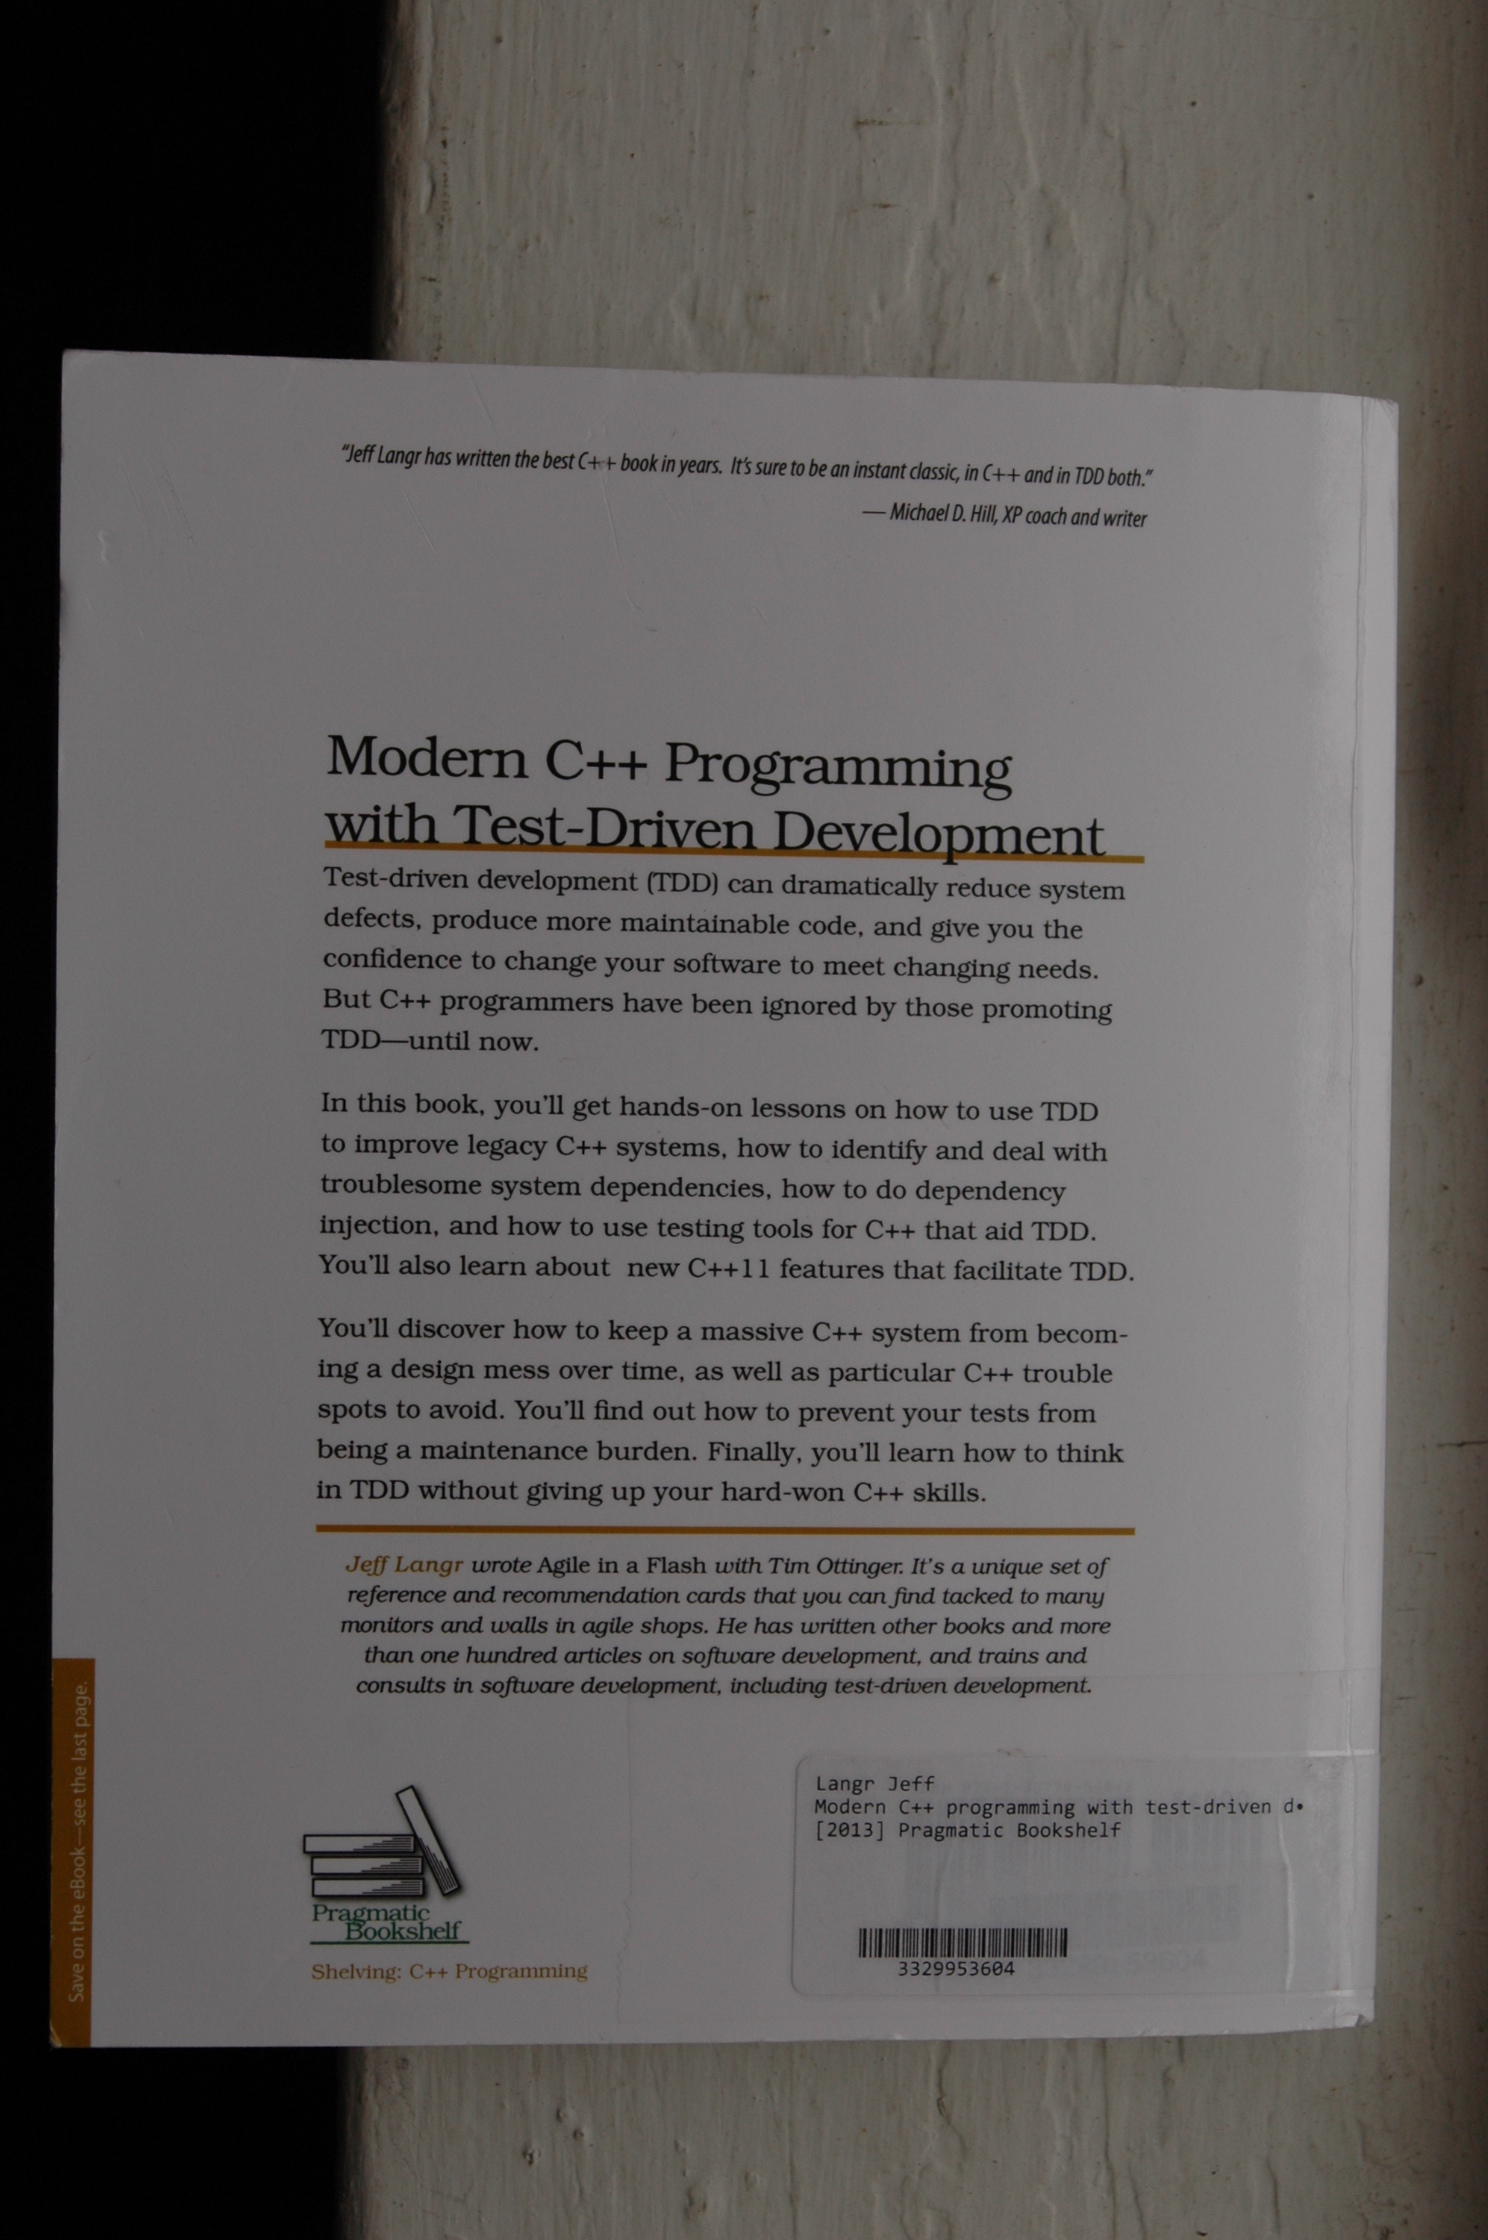 "Jeff Langr has written the best C++ book in years. It's sure to be an instant classic, in C++ and in TDD both."
— Michael D. Hill, XP coach and writer
Modern C++ Programming
with Test-Driven Development
Test-driven development (TDD) can dramatically reduce system
defects, produce more maintainable code, and give you the
confidence to change your software to meet changing needs.
But C++ programmers have been ignored by those promoting
TDD—until now.
In this book, you'll get hands-on lessons on how to use TDD
to improve legacy C++ systems, how to identify and deal with
troublesome system dependencies, how to do dependency
injection, and how to use testing tools for C++ that aid TDD.
You'll also learn about new C++11 features that facilitate TDD.
You'll discover how to keep a massive C++ system from becom-
ing a design mess over time, as well as particular C++ trouble
spots to avoid. You'll find out how to prevent your tests from
being a maintenance burden. Finally, you'll learn how to think
in TDD without giving up your hard-won C++ skills.
Jeff Langr wrote Agile in a Flash with Tim Ottinger. It's a unique set of
reference and recommendation cards that you can find tacked to many
monitors and walls in agile shops. He has written other books and more
than one hundred articles on software development, and trains and
consults in software development, including test-driven development.
Save on the eBook—see the last page.
Pragmatic
Bookshelf
Shelving: C++ Programming
Langr Jeff
Modern C++ programming with test-driven d•
[2013] Pragmatic Bookshelf
3329953604